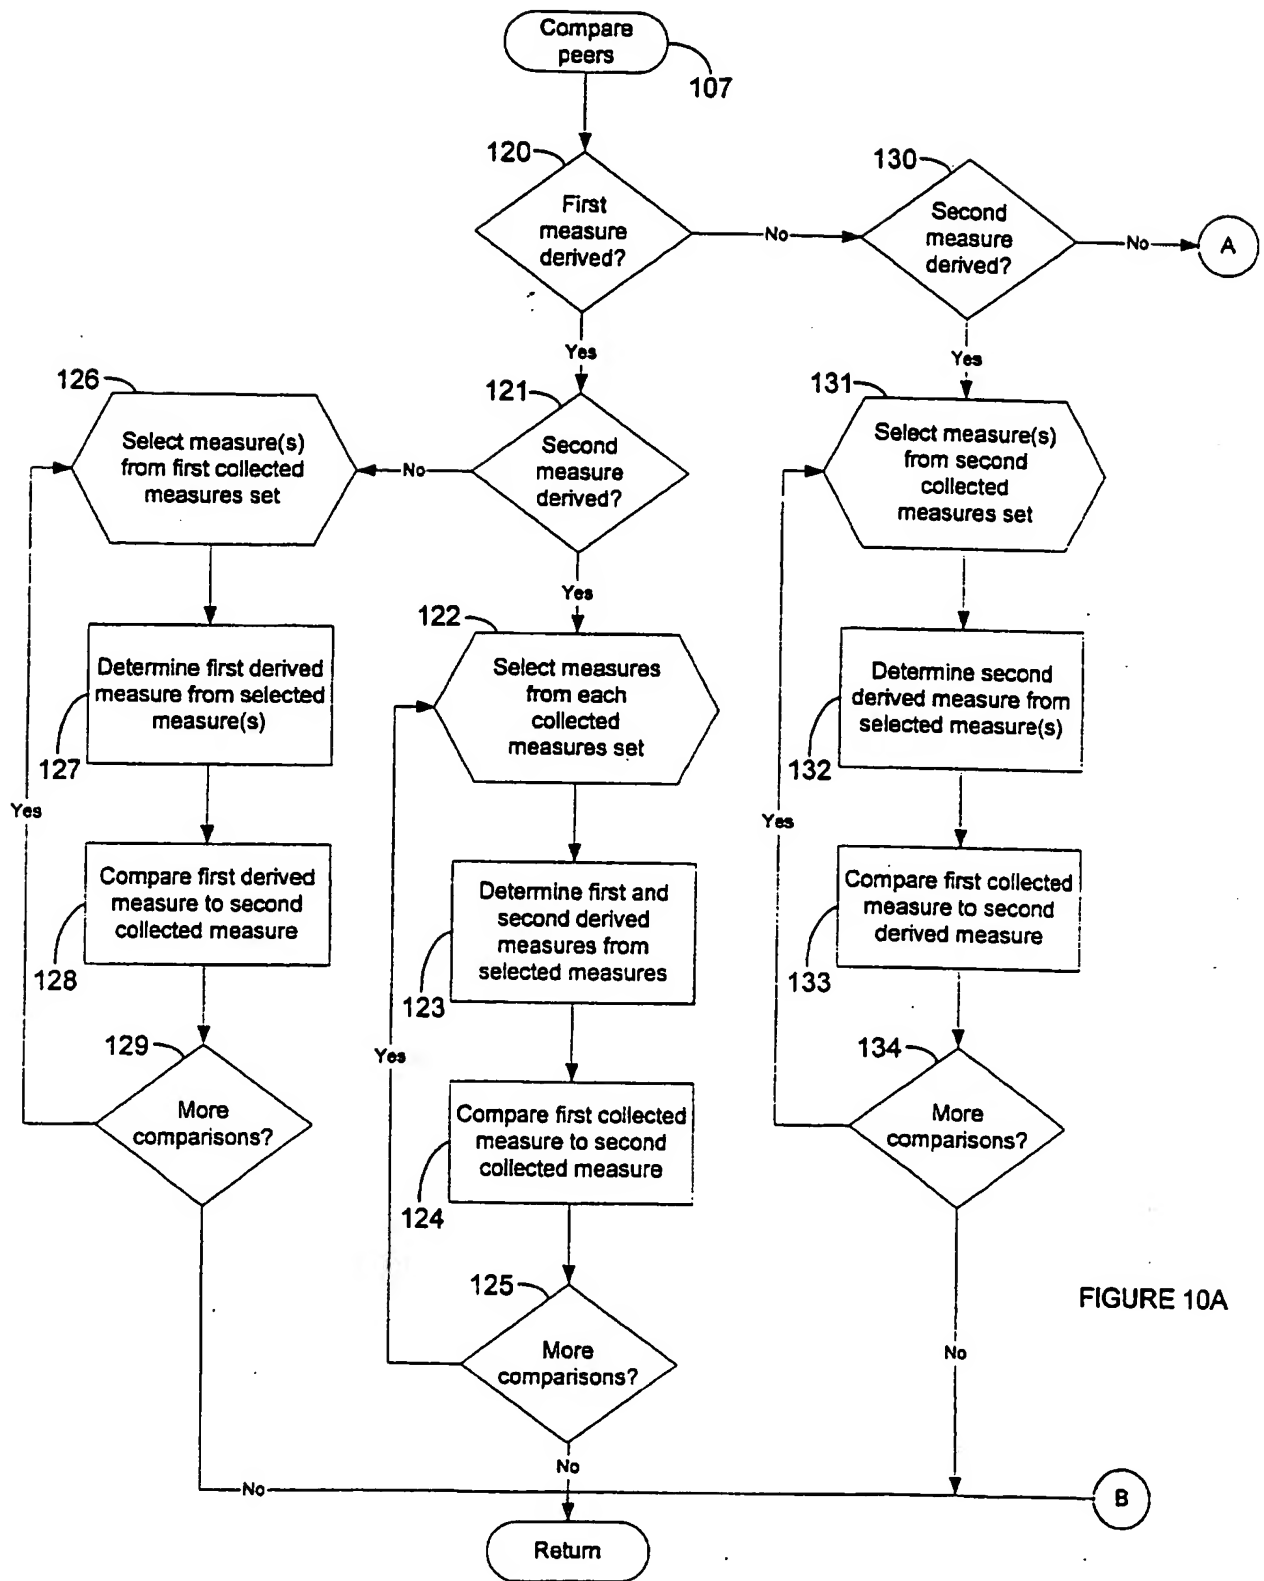 Compare
peers
107
120
First
measure
derived?
No
130
Second
measure
derived?
No
A
Yes
Yes
126
Select measure(s)
from first collected
measures set
No
121
Second
measure
derived?
131
Select measure(s)
from second
collected
measures set
Yes
122
Select measures
from each
collected
measures set
Determine first derived
measure from selected
measure(s)
127
Determine second
derived measure from
selected measure(s)
132
Yes
Yes
Compare first derived
measure to second
collected measure
128
Determine first and
second derived
measures from
selected measures
123
Compare first collected
measure to second
derived measure
133
129
More
comparisons?
Yes
134
More
comparisons?
Compare first collected
measure to second
collected measure
124
125
More
comparisons?
FIGURE 10A
No
No
No
B
Return